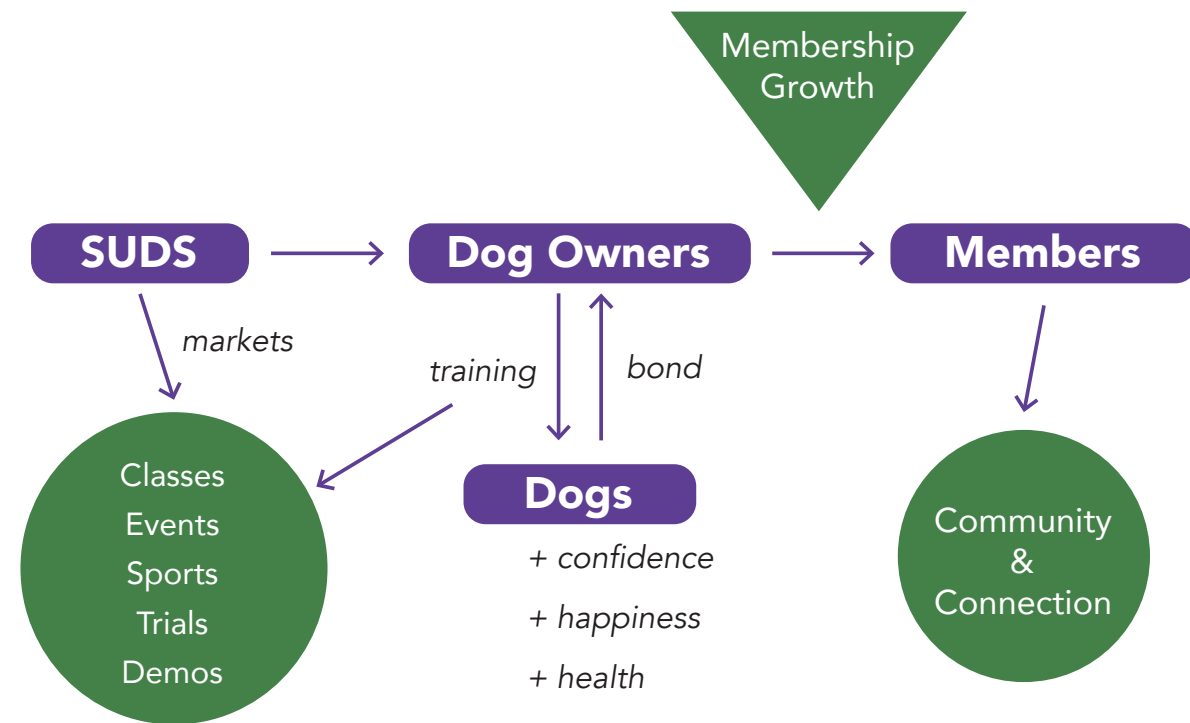 Membership
Growth
SUDS
Dog Owners
Members
markets
training
bond
Classes
Events
Sports
Trials
Demos
Dogs
+ confidence
+ happiness
+ health
Community
&
Connection